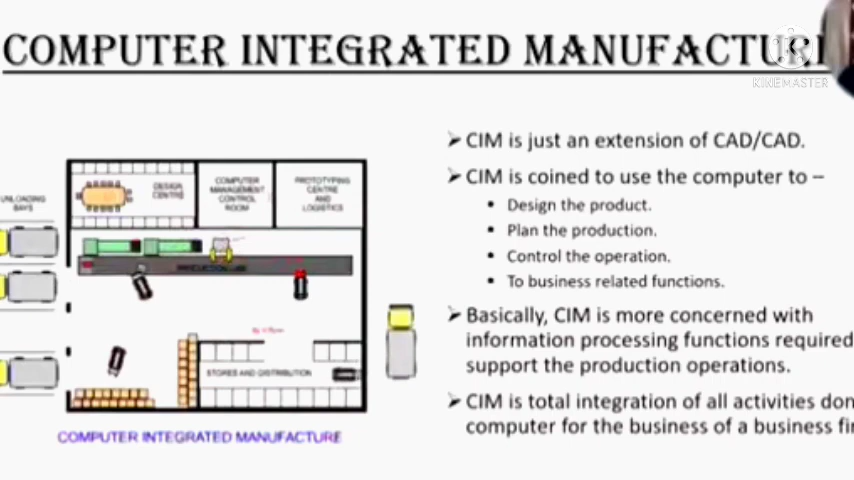 COMPUTER INTEGRATED MANUFACTURI
KINEMASTER
UNLOADING
BAYS
DESIGN
CENTRE
COMPUTER
MANAGEMENT
CONTROL
ROOM
PROTOTYPING
CENTRE
AND
LOGISTICS
PRODUCTION LINE
STORES AND DISTRIBUTION
COMPUTER INTEGRATED MANUFACTURE
➢ CIM is just an extension of CAD/CAD.
➢ CIM is coined to use the computer to –
• Design the product.
• Plan the production.
• Control the operation.
• To business related functions.
➢ Basically, CIM is more concerned with
information processing functions required
support the production operations.
➢ CIM is total integration of all activities don
computer for the business of a business fir